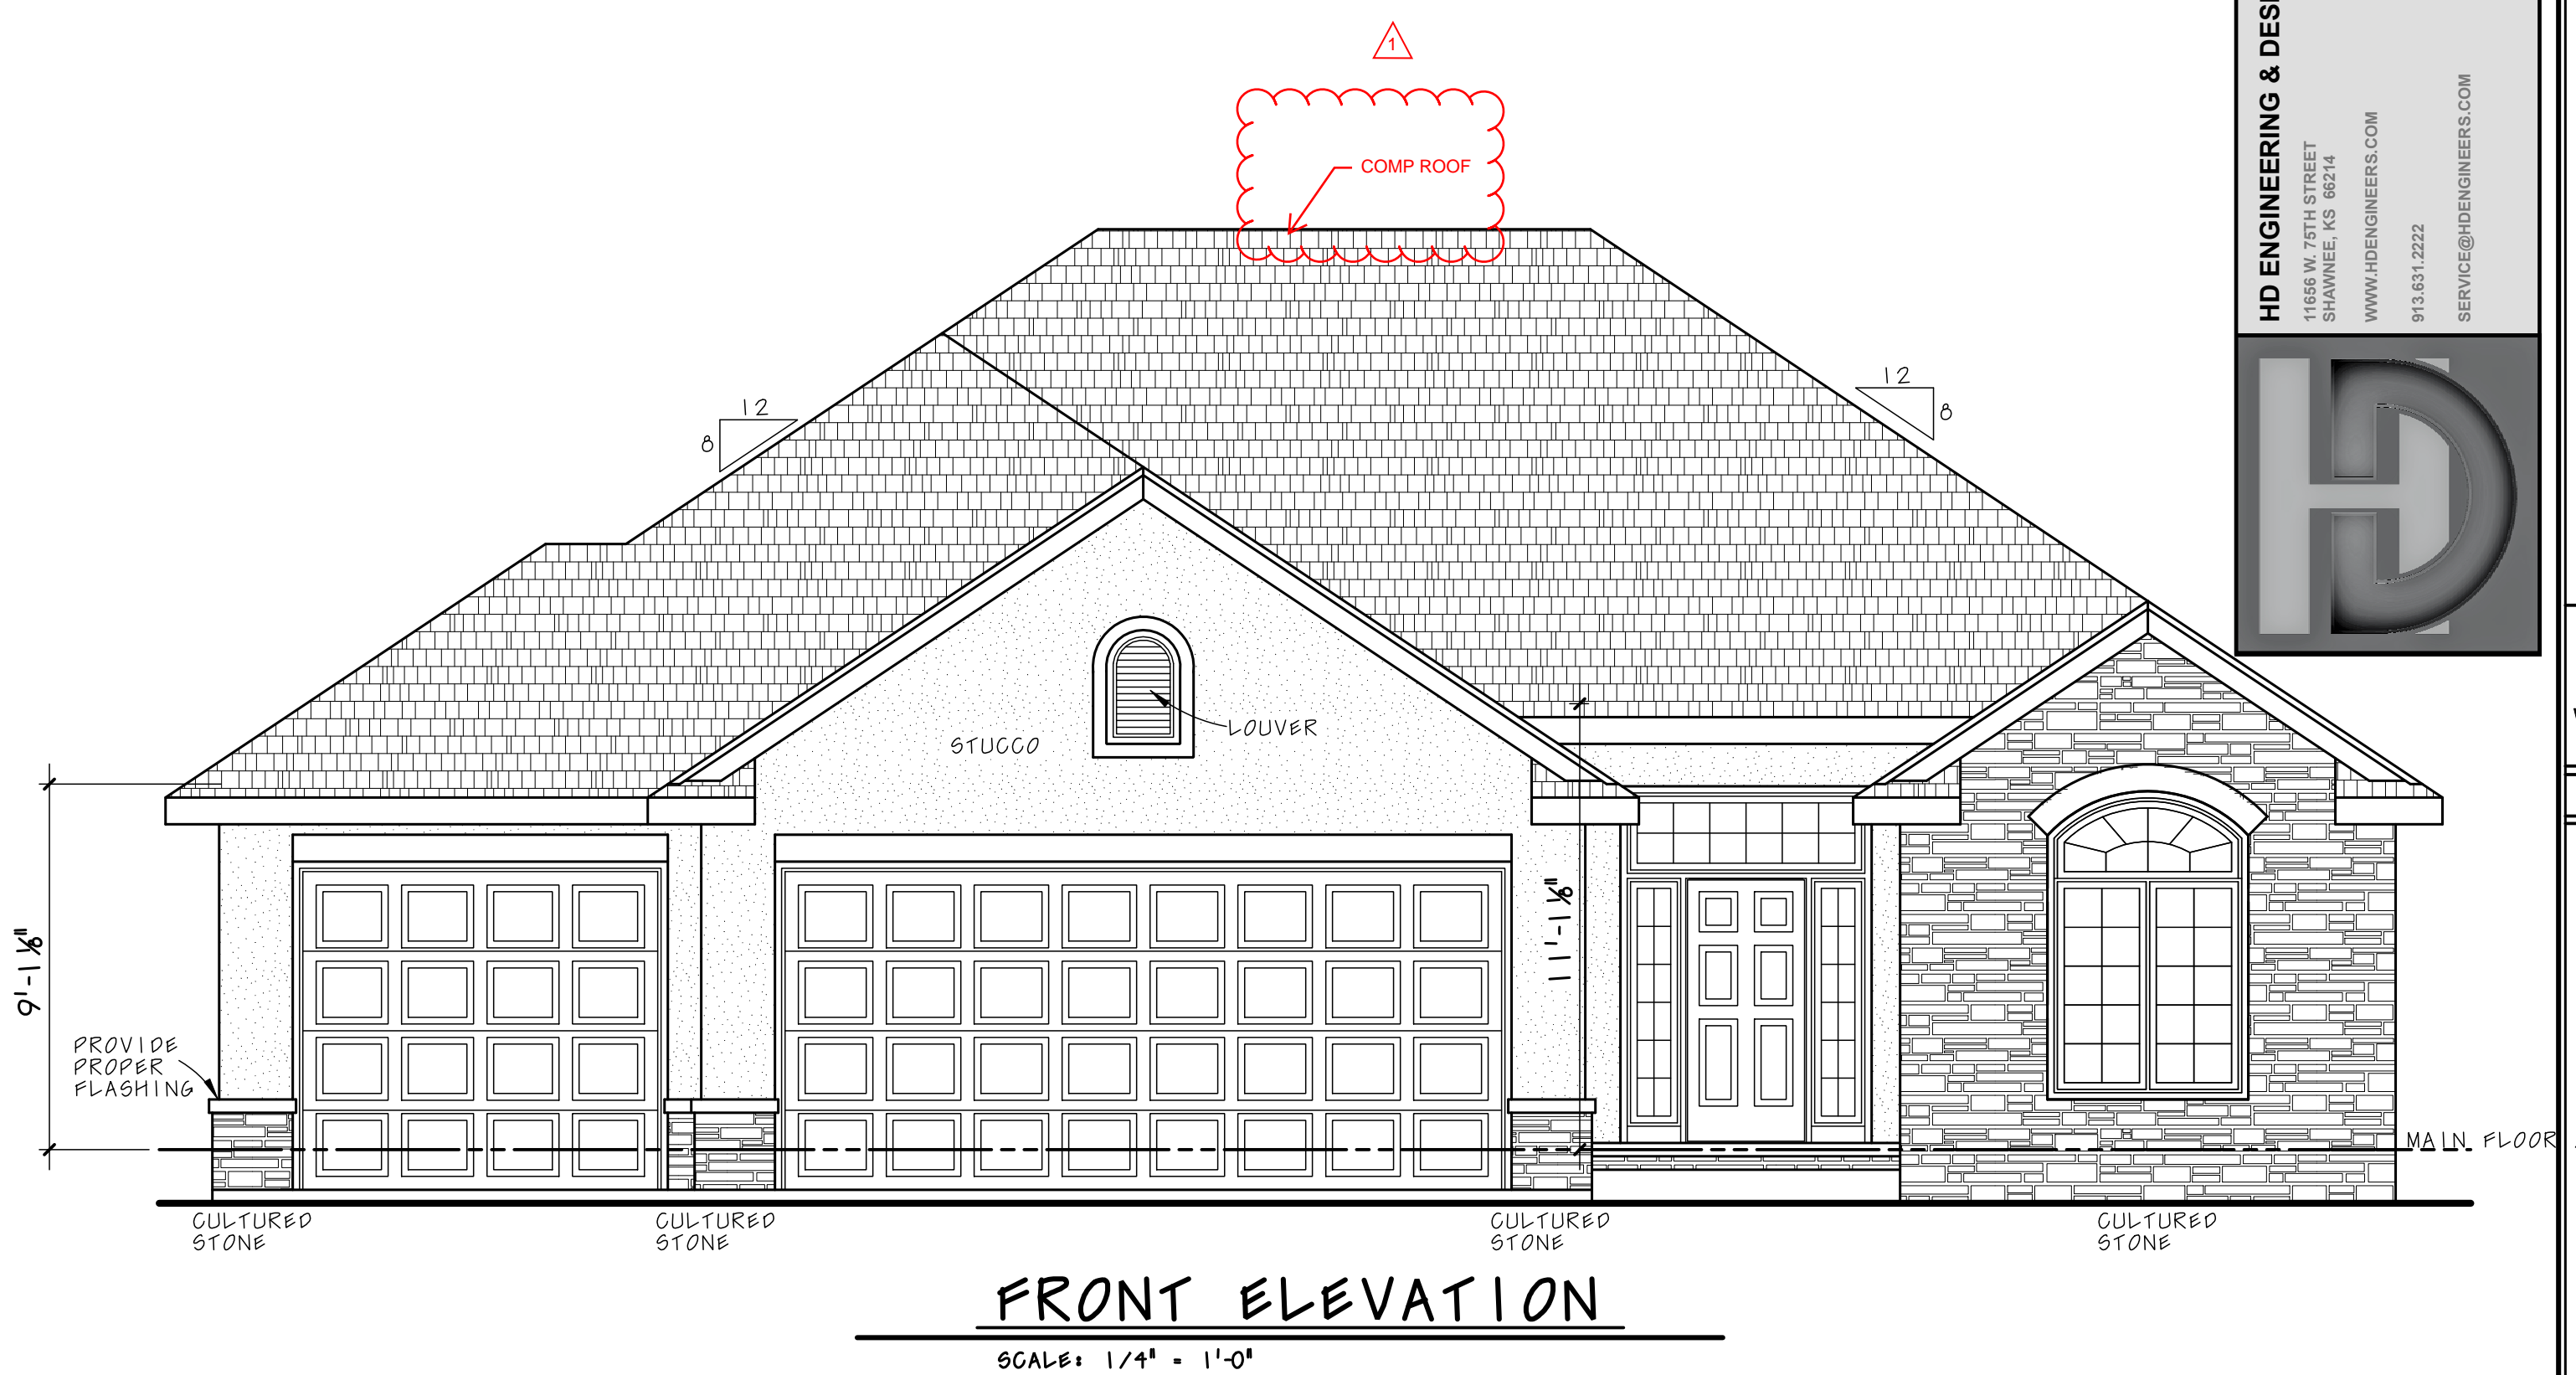 1
COMP ROOF
12
8
12
8
LOUVER
STUCCO
9'-1 1/8"
11'-1 1/8"
PROVIDE
PROPER
FLASHING
MAIN FLOOR
CULTURED
STONE
CULTURED
STONE
CULTURED
STONE
CULTURED
STONE
FRONT ELEVATION
SCALE: 1/4" = 1'-0"
HD ENGINEERING & DESI
11656 W. 75TH STREET
SHAWNEE, KS 66214
WWW.HDENGINEERS.COM
913.631.2222
SERVICE@HDENGINEERS.COM
HD